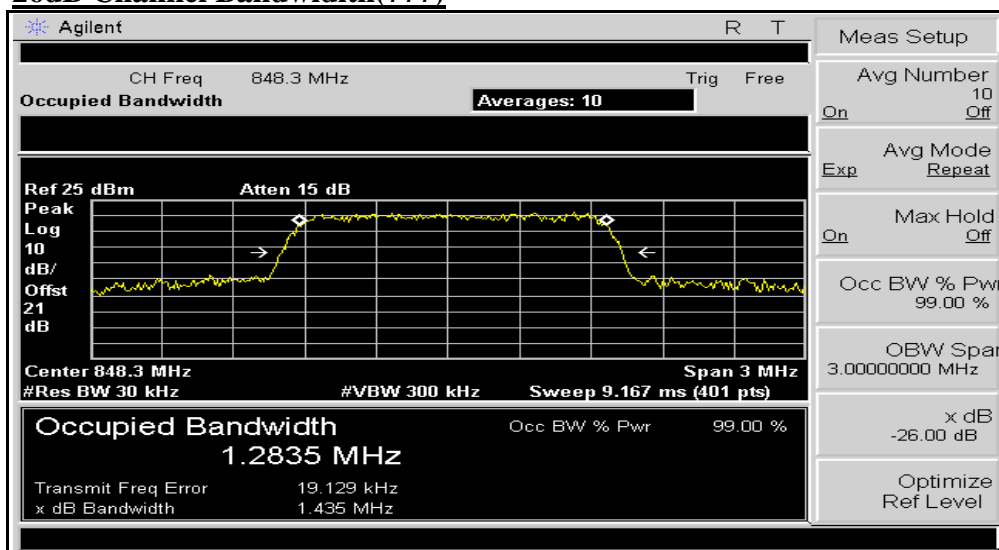 26dB Channel Bandwidth(777)
Agilent R T
CH Freq 848.3 MHz Trig Free
Occupied Bandwidth Averages: 10
Ref 25 dBm Atten 15 dB
Peak
Log
10
dB/
Offst
21
dB
Center 848.3 MHz Span 3 MHz
#Res BW 30 kHz #VBW 300 kHz Sweep 9.167 ms (401 pts)
Occupied Bandwidth Occ BW % Pwr 99.00 %
1.2835 MHz
Transmit Freq Error 19.129 kHz
x dB Bandwidth 1.435 MHz
Meas Setup
Avg Number
10
On Off
Avg Mode
Exp Repeat
Max Hold
On Off
Occ BW % Pwr
99.00 %
OBW Span
3.00000000 MHz
x dB
-26.00 dB
Optimize
Ref Level